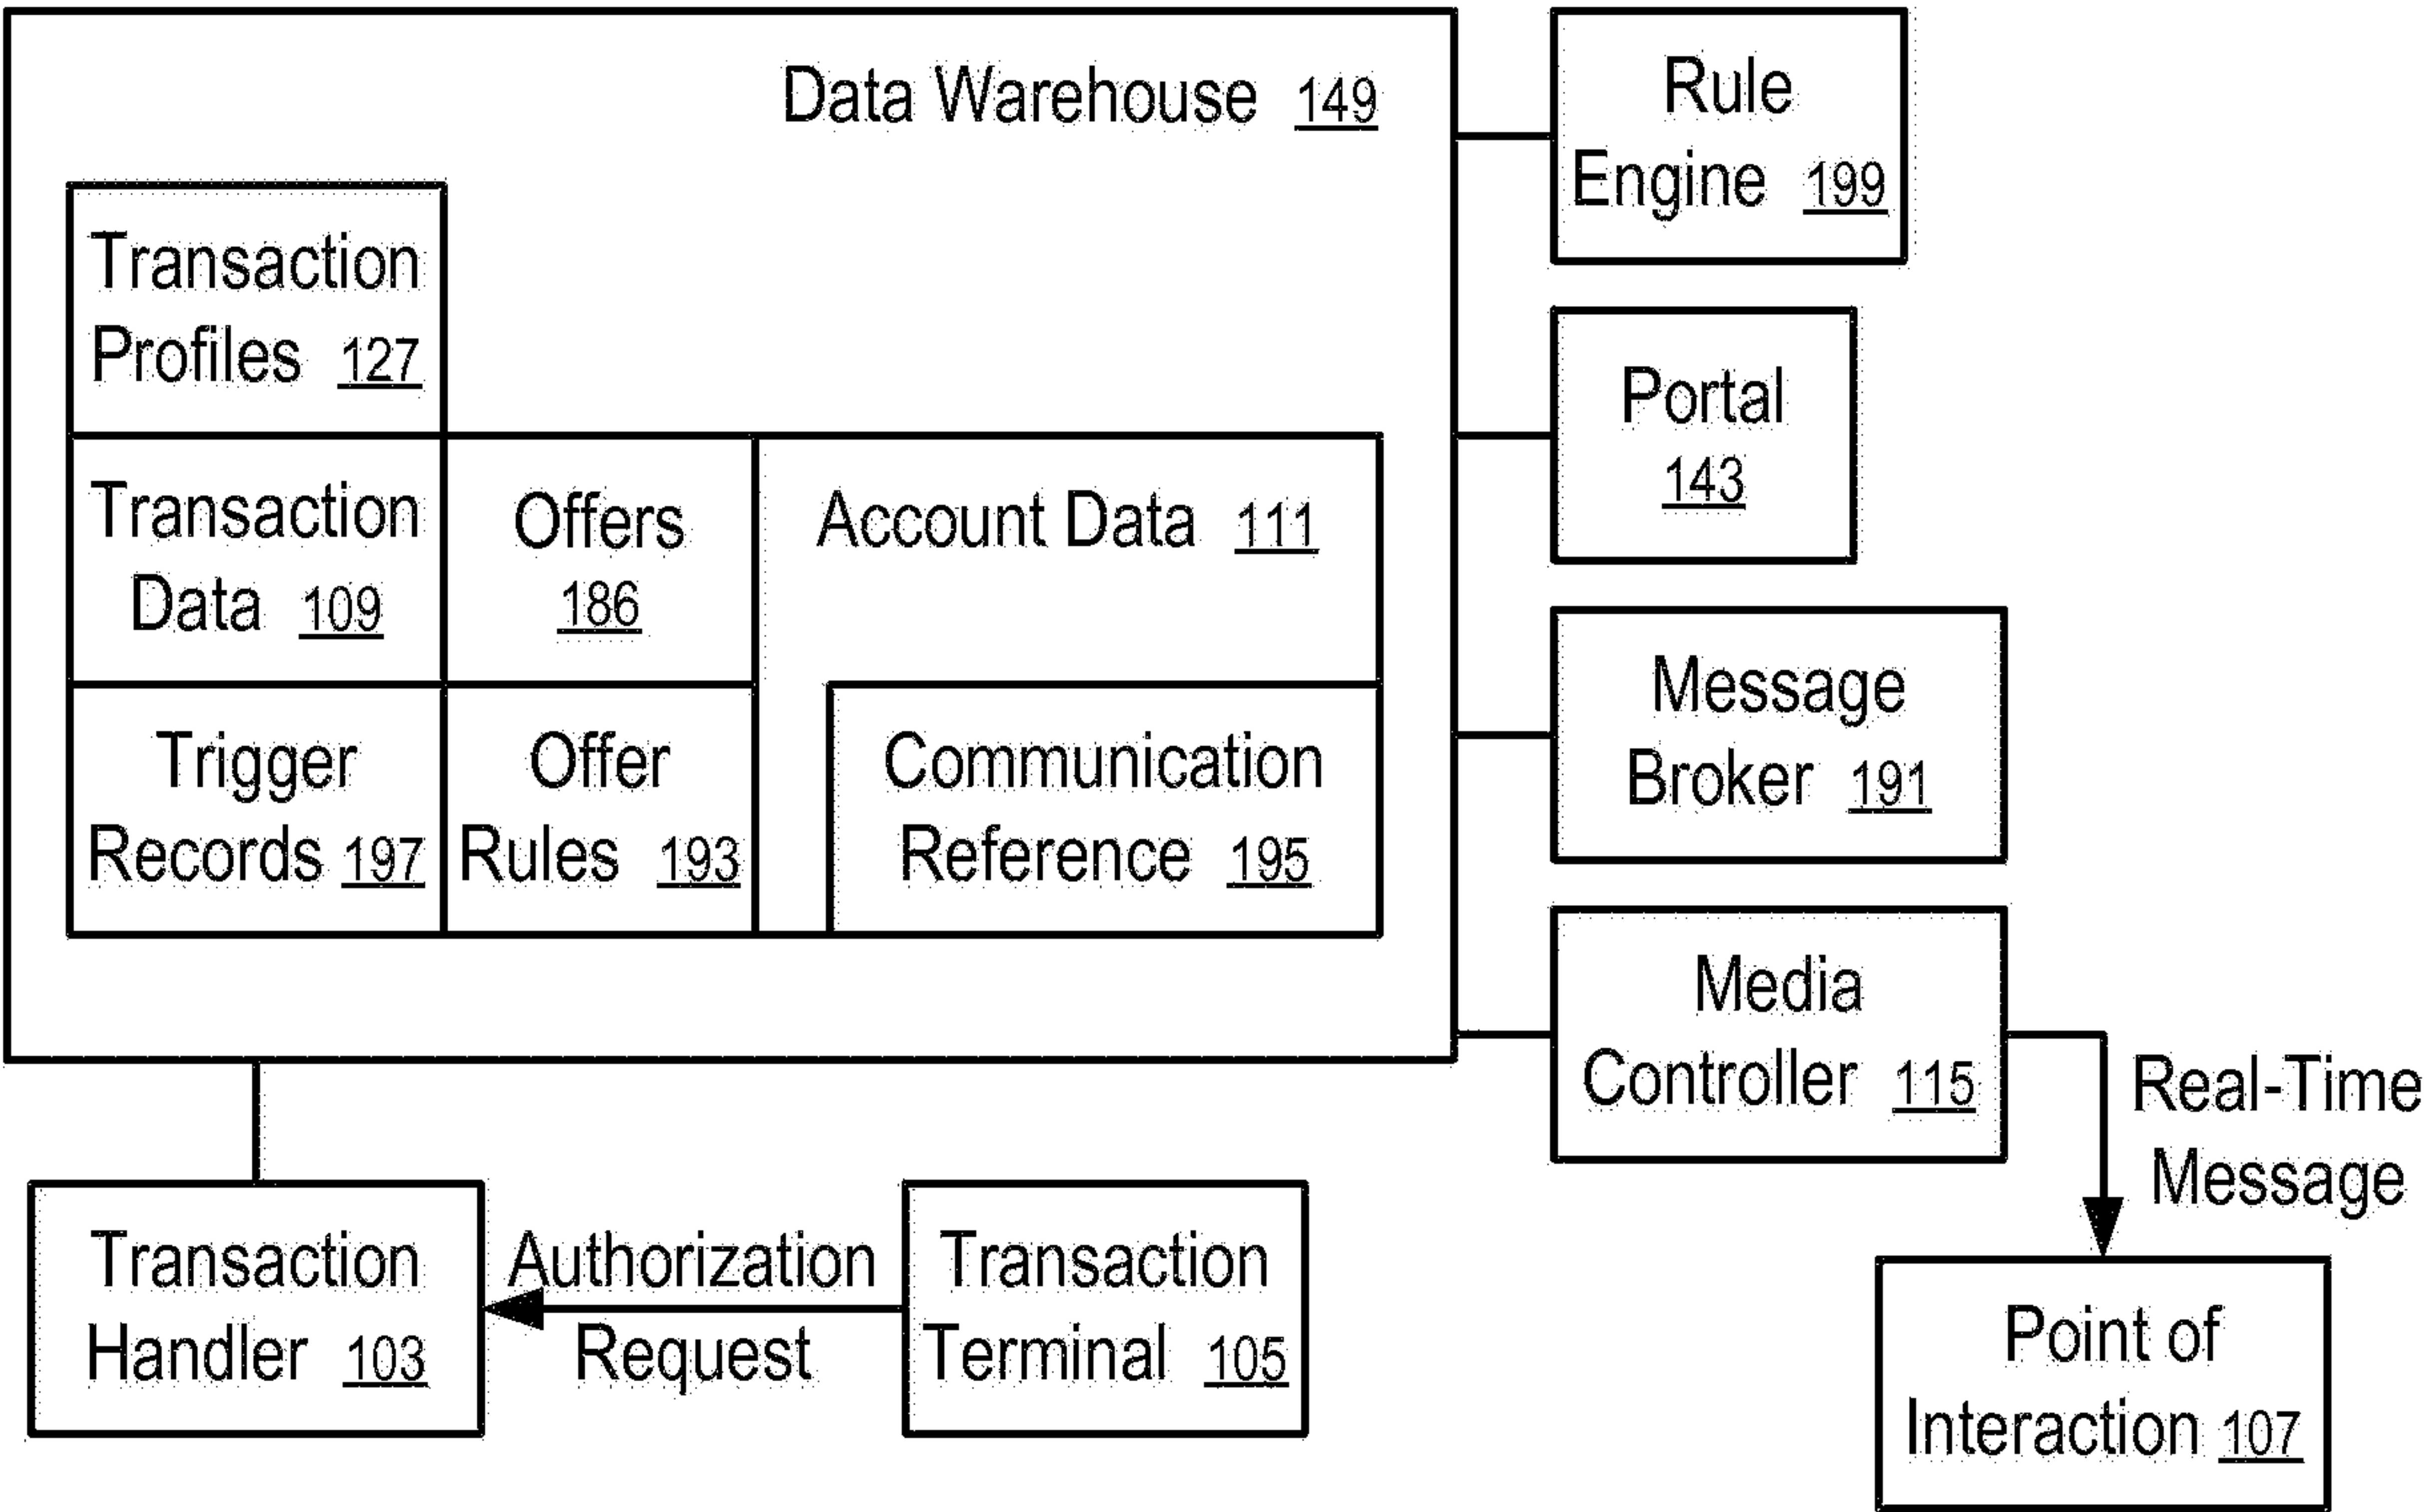 Data Warehouse 149
Rule
Engine 199
Transaction
Profiles 127
Portal
143
Transaction
Data 109
Offers
186
Account Data 111
Message
Broker 191
Trigger
Records 197
Offer
Rules 193
Communication
Reference 195
Media
Controller 115
Real-Time
Message
Transaction
Handler 103
Authorization
Request
Transaction
Terminal 105
Point of
Interaction 107